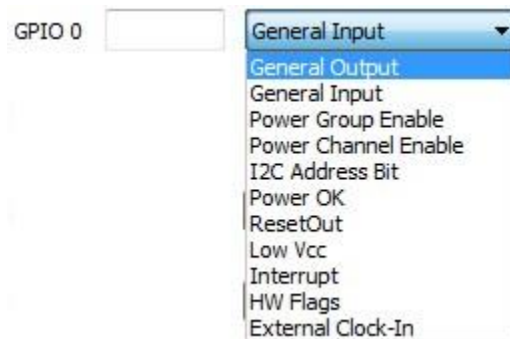 GPIO 0 General Input
General Output
General Input
Power Group Enable
Power Channel Enable
I2C Address Bit
Power OK
ResetOut
Low Vcc
Interrupt
HW Flags
External Clock-In